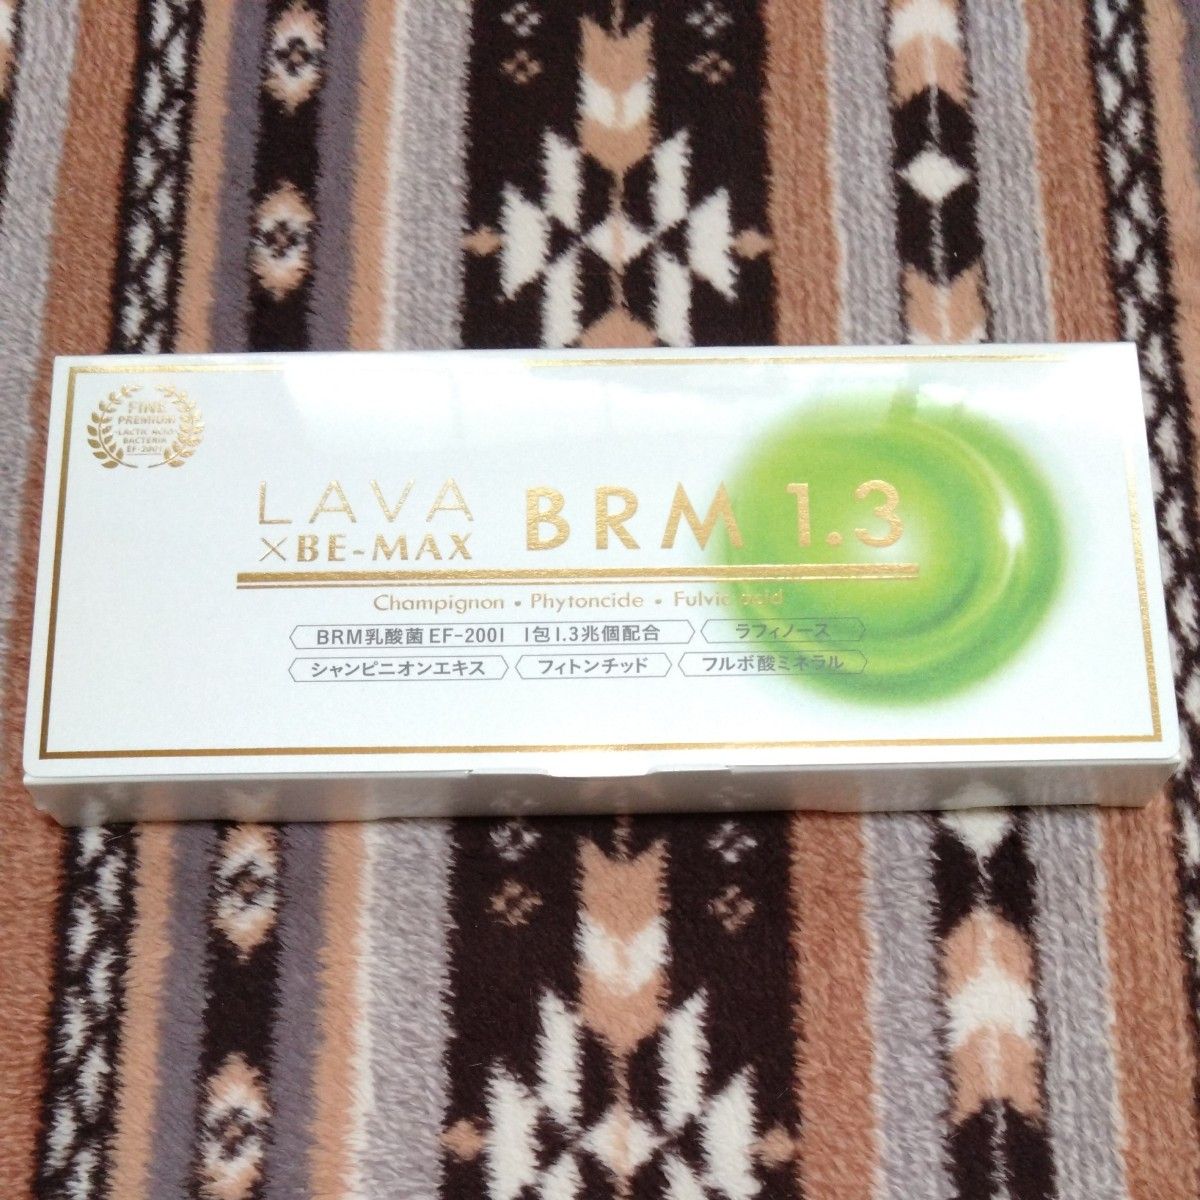 FINE
PREMIUM
LACTIC ACID
BACTERIA
EF-2001
LAVA
×BE-MAX
BRM 1.3
Champignon • Phytoncide • Fulvic acid
BRM乳酸菌 EF-2001 1包1.3兆個配合
ラフィノース
シャンピニオンエキス
フィトンチッド
フルボ酸ミネラル